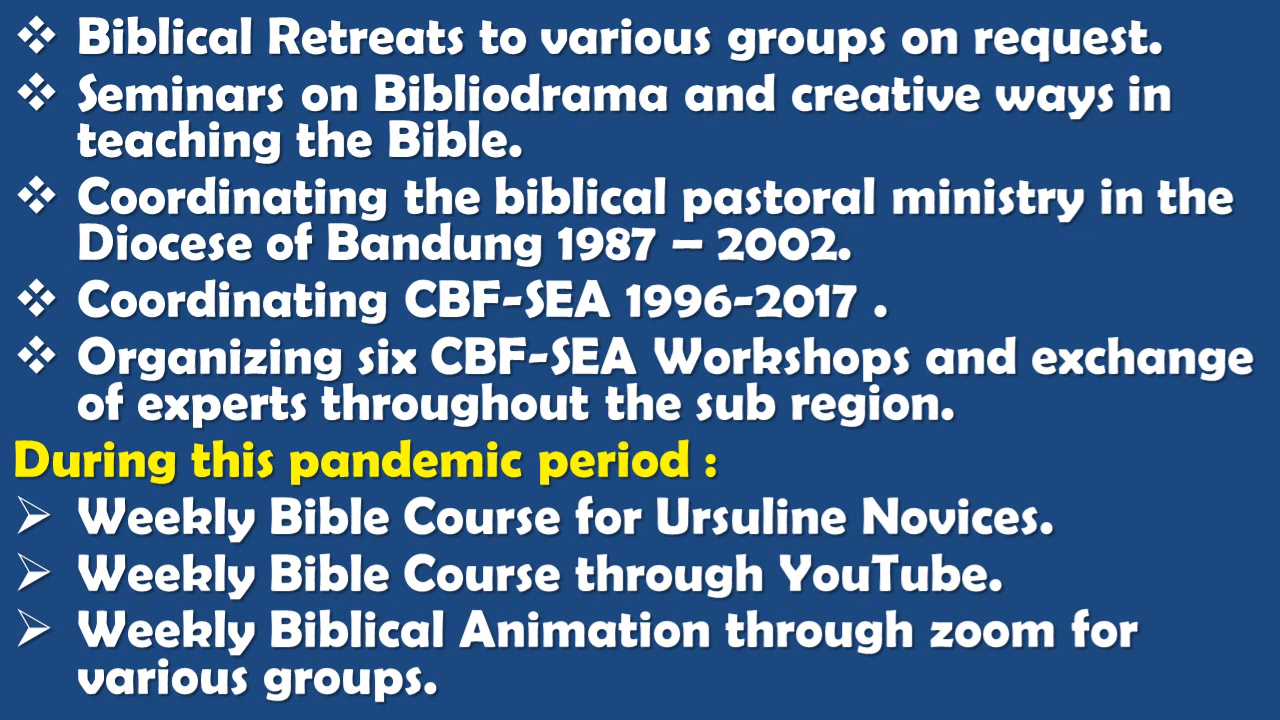 ❖ Biblical Retreats to various groups on request.
❖ Seminars on Bibliodrama and creative ways in
teaching the Bible.
❖ Coordinating the biblical pastoral ministry in the
Diocese of Bandung 1987 – 2002.
❖ Coordinating CBF-SEA 1996-2017 .
❖ Organizing six CBF-SEA Workshops and exchange
of experts throughout the sub region.
During this pandemic period :
➢ Weekly Bible Course for Ursuline Novices.
➢ Weekly Bible Course through YouTube.
➢ Weekly Biblical Animation through zoom for
various groups.